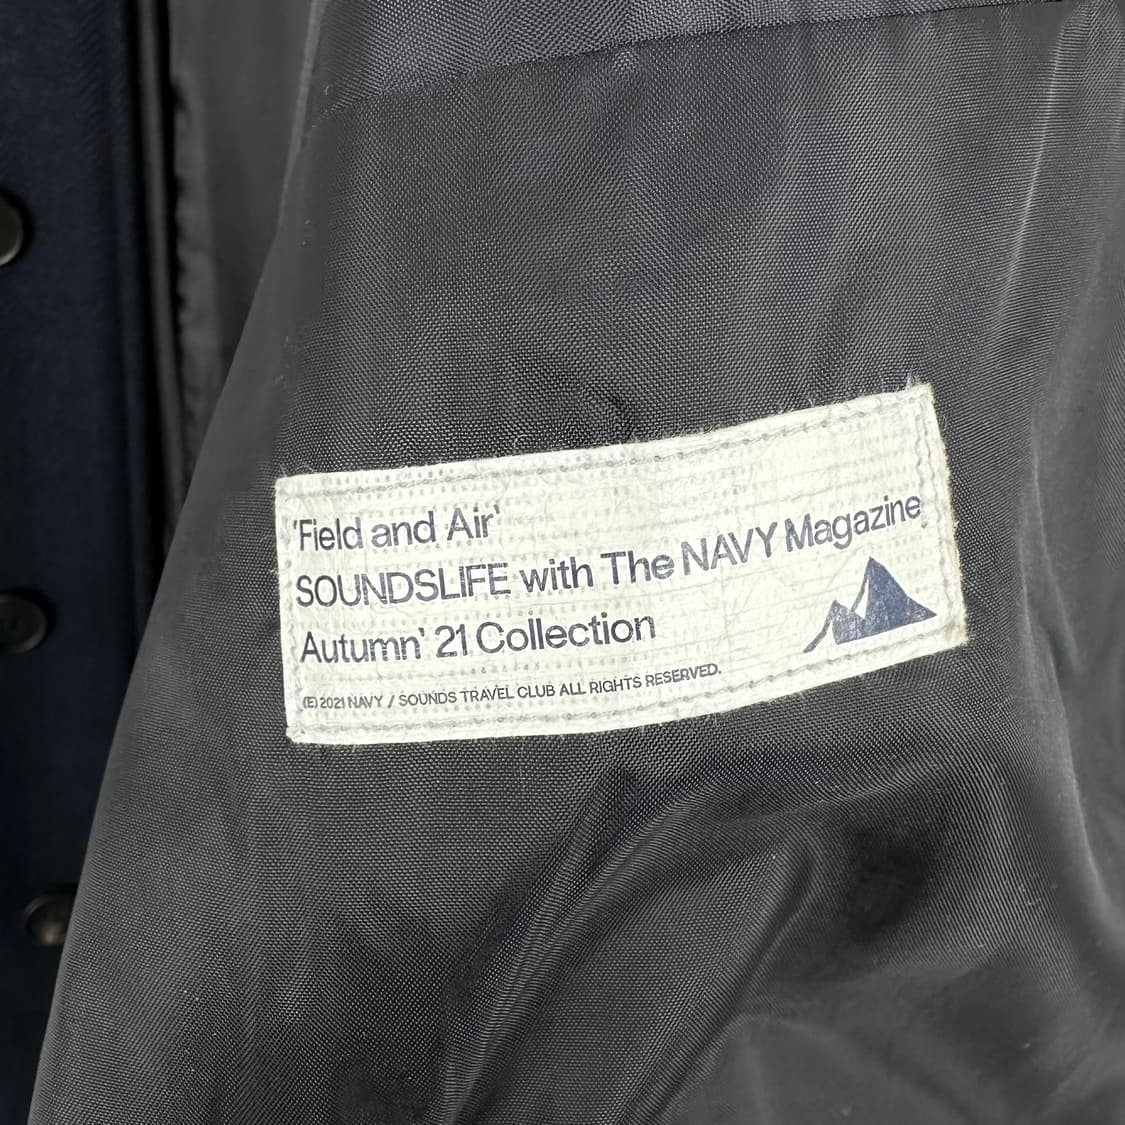 'Field and Air'
SOUNDSLIFE with The NAVY Magazine
Autumn' 21 Collection
(E) 2021 NAVY / SOUNDS TRAVEL CLUB ALL RIGHTS RESERVED.